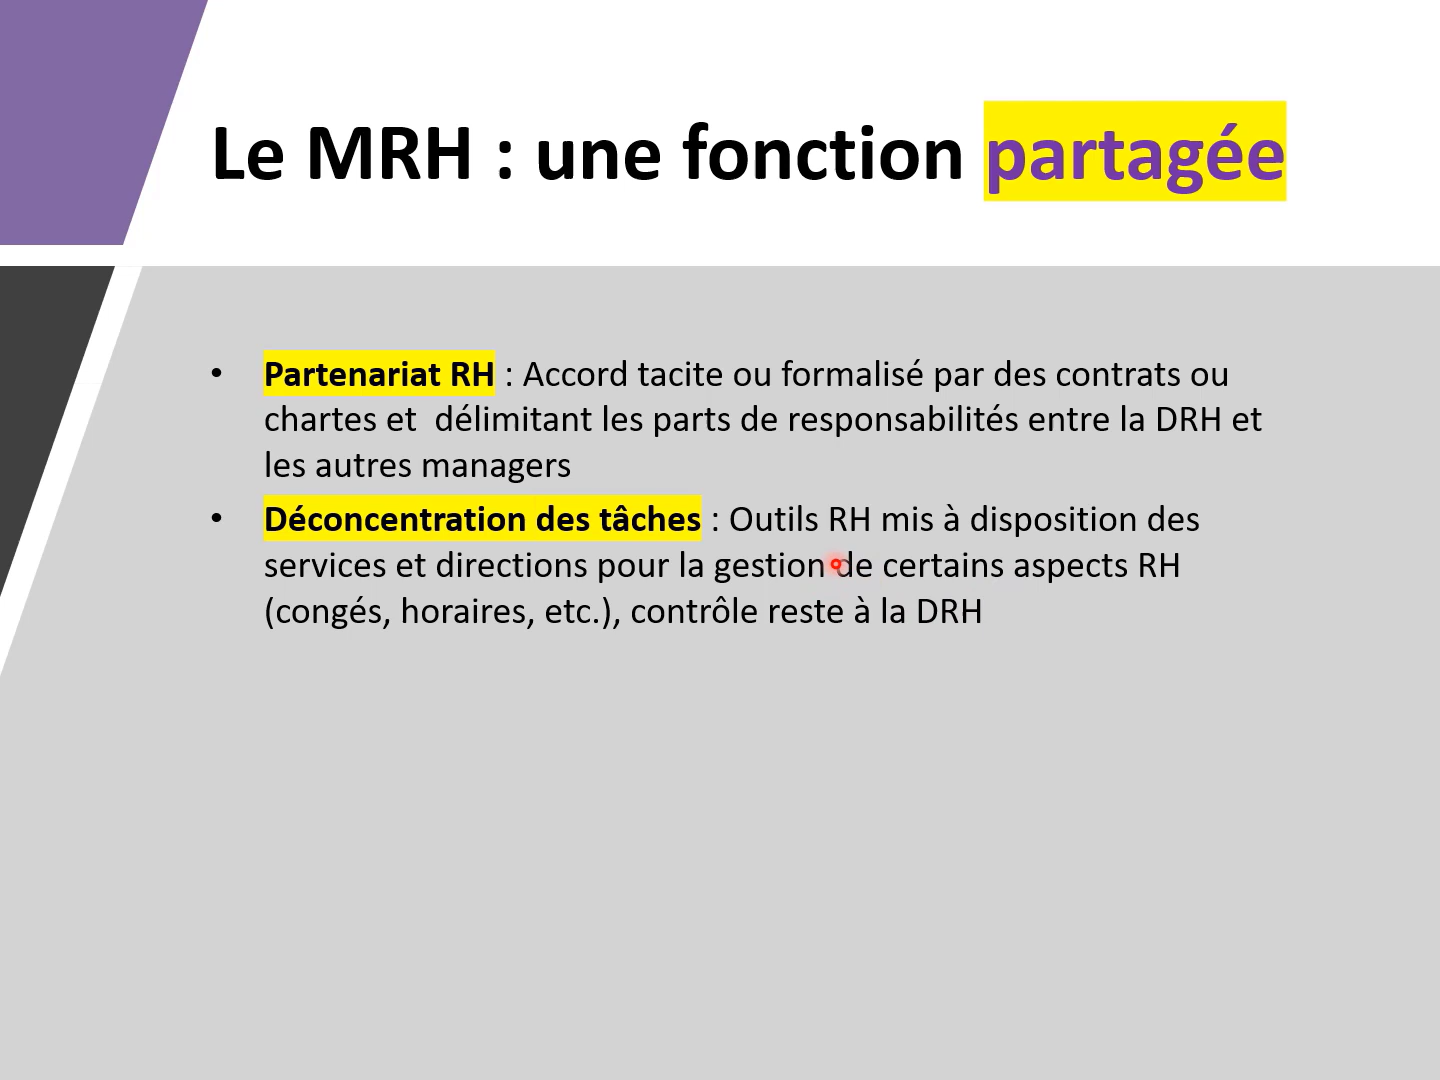 Le MRH : une fonction partagée
• Partenariat RH : Accord tacite ou formalisé par des contrats ou
chartes et  délimitant les parts de responsabilités entre la DRH et
les autres managers
• Déconcentration des tâches : Outils RH mis à disposition des
services et directions pour la gestion de certains aspects RH
(congés, horaires, etc.), contrôle reste à la DRH